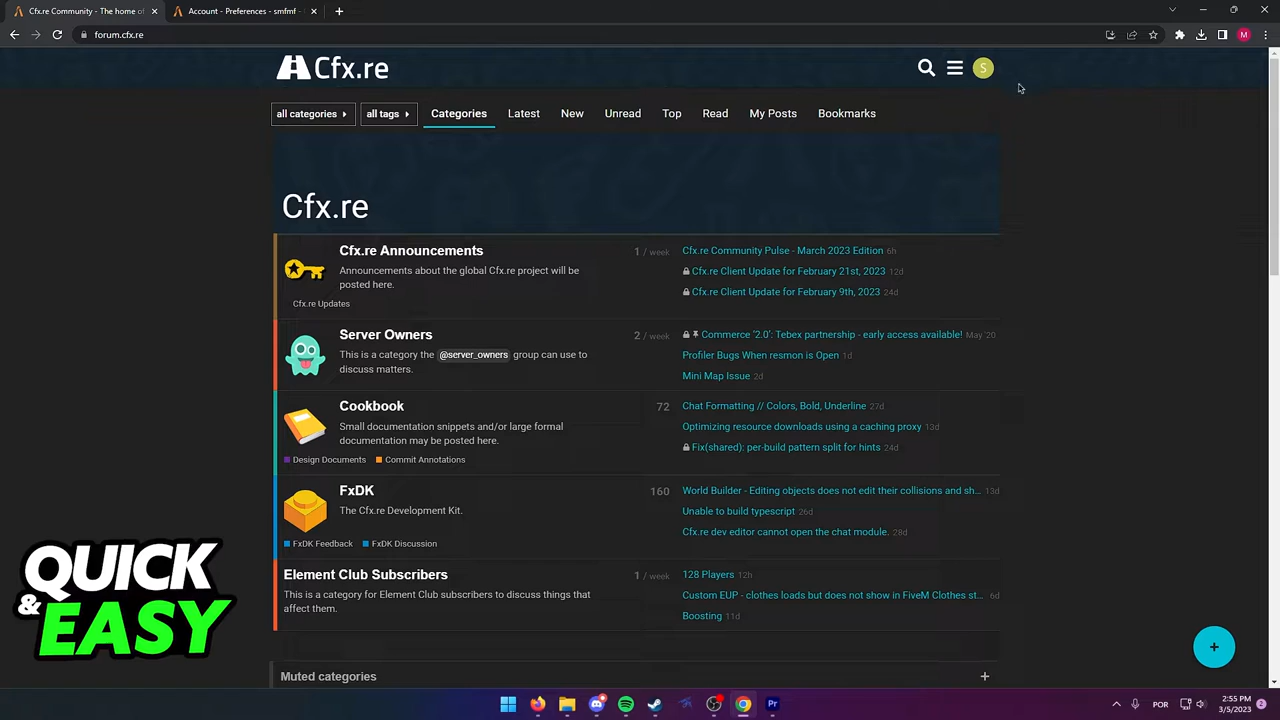 Cfx.re Community - The home of
Account - Preferences - smfmf -
forum.cfx.re
M
Cfx.re
S
all categories
all tags
Categories
Latest
New
Unread
Top
Read
My Posts
Bookmarks
Cfx.re
Cfx.re Announcements
Announcements about the global Cfx.re project will be
posted here.
Cfx.re Updates
1 / week
Cfx.re Community Pulse - March 2023 Edition 6h
Cfx.re Client Update for February 21st, 2023 12d
Cfx.re Client Update for February 9th, 2023 24d
Server Owners
This is a category the @server_owners group can use to
discuss matters.
2 / week
Commerce ‘2.0’: Tebex partnership - early access available! May '20
Profiler Bugs When resmon is Open 1d
Mini Map Issue 2d
Cookbook
Small documentation snippets and/or large formal
documentation may be posted here.
Design Documents Commit Annotations
72
Chat Formatting // Colors, Bold, Underline 27d
Optimizing resource downloads using a caching proxy 13d
Fix(shared): per-build pattern split for hints 24d
FxDK
The Cfx.re Development Kit.
FxDK Feedback FxDK Discussion
160
World Builder - Editing objects does not edit their collisions and sh... 13d
Unable to build typescript 26d
Cfx.re dev editor cannot open the chat module. 28d
Element Club Subscribers
This is a category for Element Club subscribers to discuss things that
affect them.
1 / week
128 Players 12h
Custom EUP - clothes loads but does not show in FiveM Clothes st... 6d
Boosting 11d
Muted categories
QUICK
& EASY
Pr
POR
2:55 PM
3/5/2023